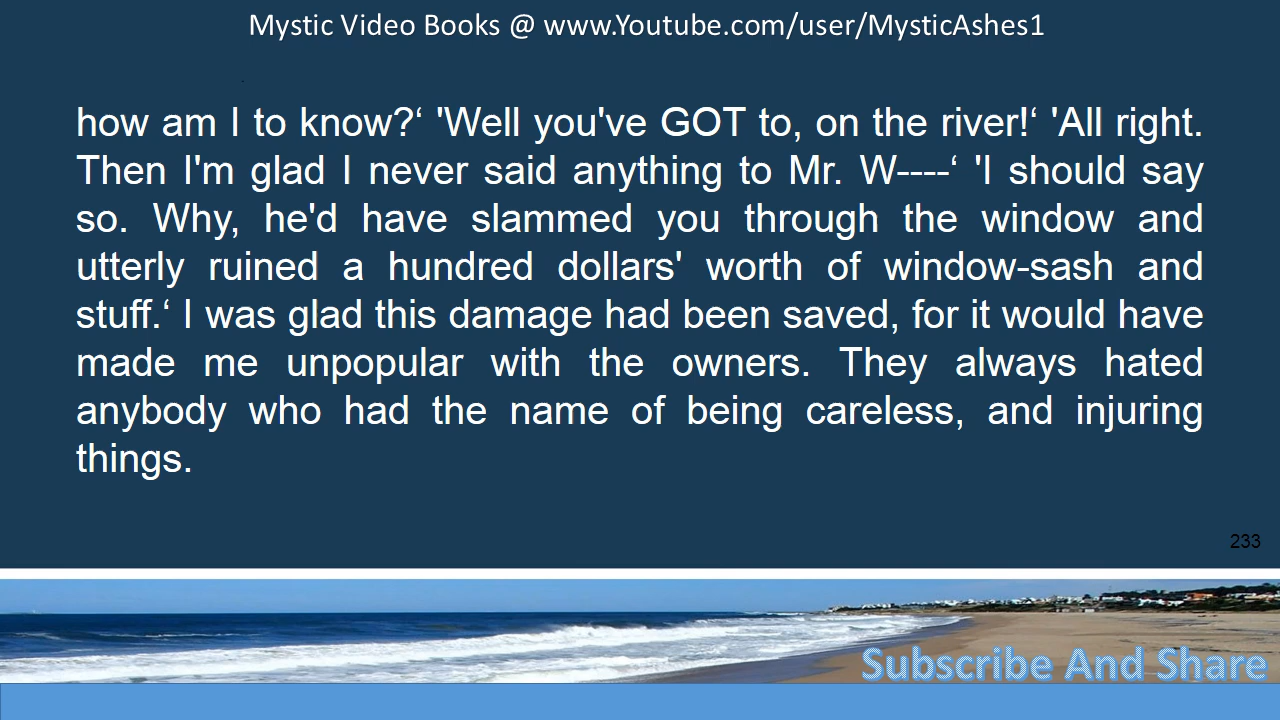 Mystic Video Books @ www.Youtube.com/user/MysticAshes1
how am I to know?‘ 'Well you've GOT to, on the river!‘ 'All right.
Then I'm glad I never said anything to Mr. W----‘ 'I should say
so. Why, he'd have slammed you through the window and
utterly ruined a hundred dollars' worth of window-sash and
stuff.‘ I was glad this damage had been saved, for it would have
made me unpopular with the owners. They always hated
anybody who had the name of being careless, and injuring
things.
233
Subscribe And Share